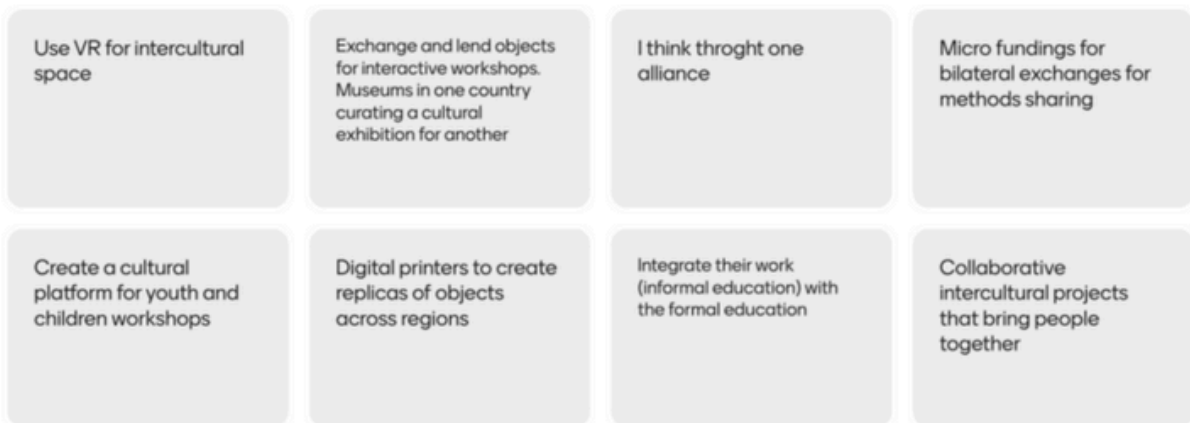 Use VR for intercultural
space
Exchange and lend objects
for interactive workshops.
Museums in one country
curating a cultural
exhibition for another
I think throght one
alliance
Micro fundings for
bilateral exchanges for
methods sharing
Create a cultural
platform for youth and
children workshops
Digital printers to create
replicas of objects
across regions
Integrate their work
(informal education) with
the formal education
Collaborative
intercultural projects
that bring people
together